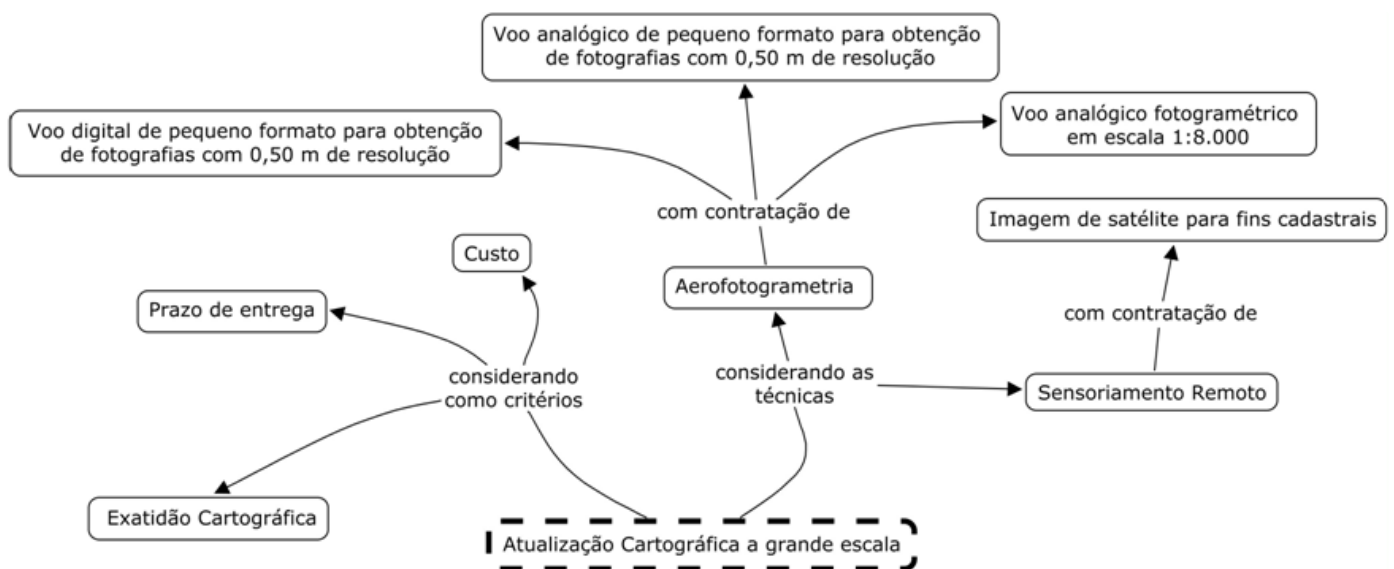 Voo analógico de pequeno formato para obtenção
de fotografias com 0,50 m de resolução
Voo digital de pequeno formato para obtenção
de fotografias com 0,50 m de resolução
Voo analógico fotogramétrico
em escala 1:8.000
com contratação de
Imagem de satélite para fins cadastrais
Custo
Aerofotogrametria
Prazo de entrega
com contratação de
considerando
como critérios
considerando as
técnicas
Sensoriamento Remoto
Exatidão Cartográfica
Atualização Cartográfica a grande escala